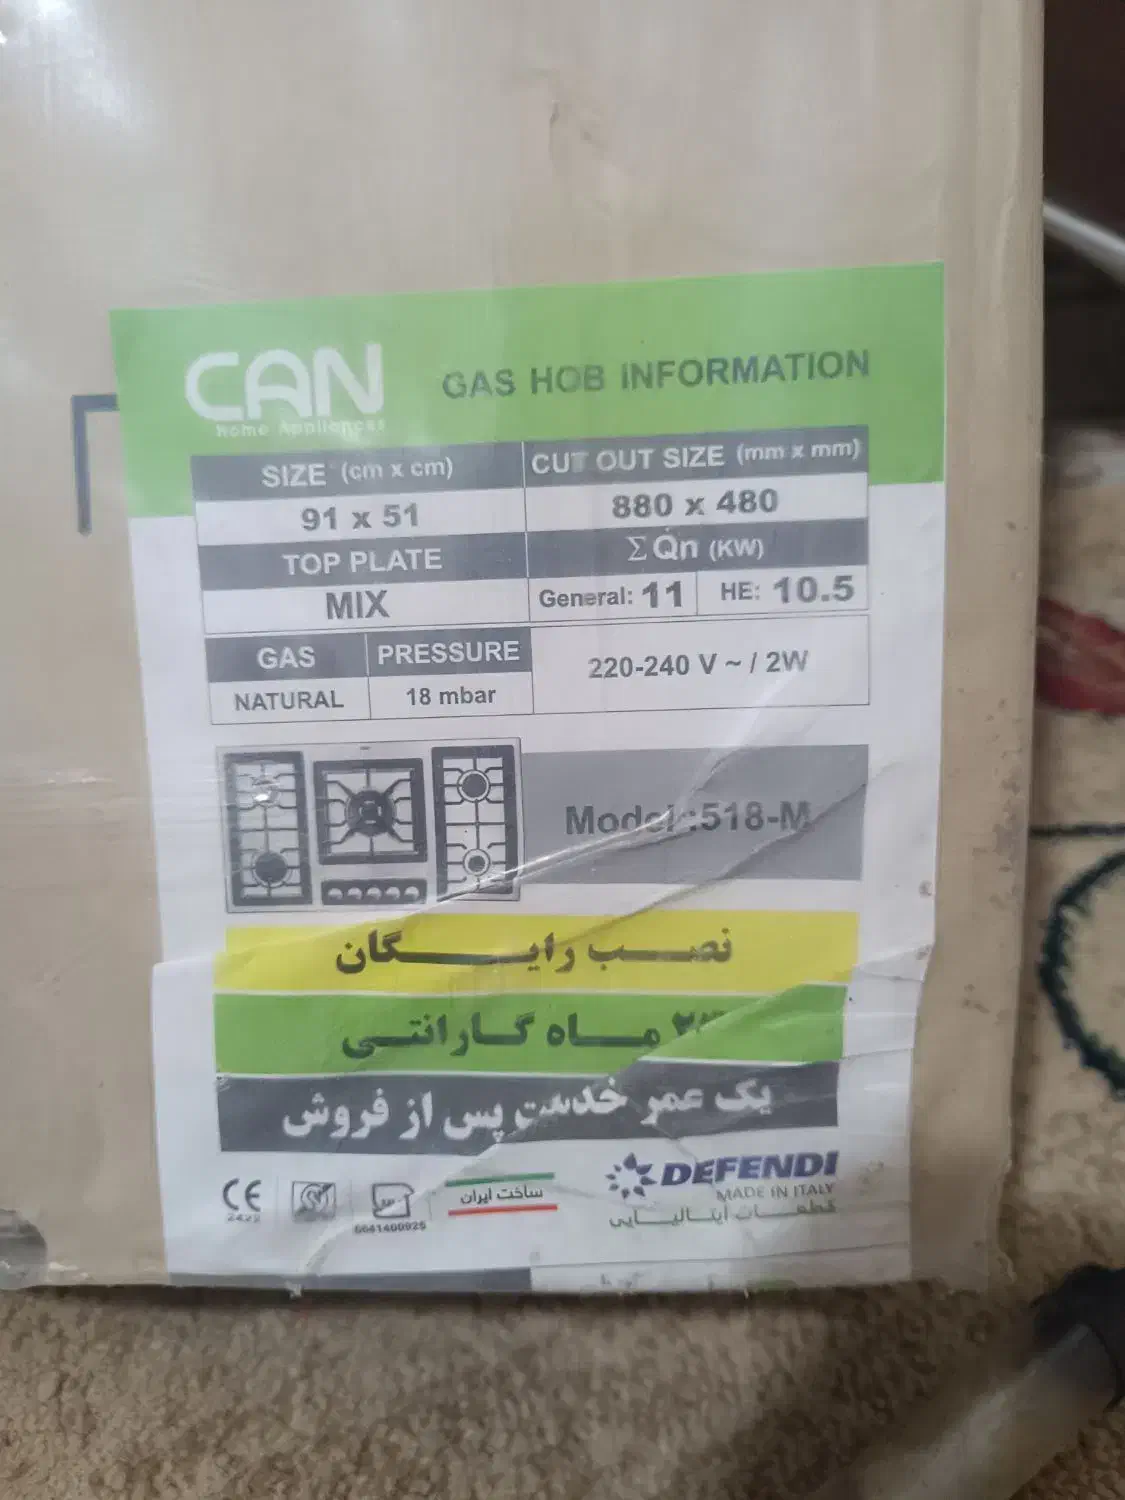 CAN
Home Appliances
GAS HOB INFORMATION
SIZE (cm x cm)
CUT OUT SIZE (mm x mm)
91 x 51
880 x 480
TOP PLATE
ΣQn (KW)
MIX
General: 11
HE: 10.5
GAS
PRESSURE
220-240 V ~ / 2W
NATURAL
18 mbar
Model :518-M
نصب رایگان
ماه گارانتی
یک عمر خدمت پس از فروش
DEFENDI
MADE IN ITALY
قطعات ایتالیایی
ساخت ایران
CE
6641400925